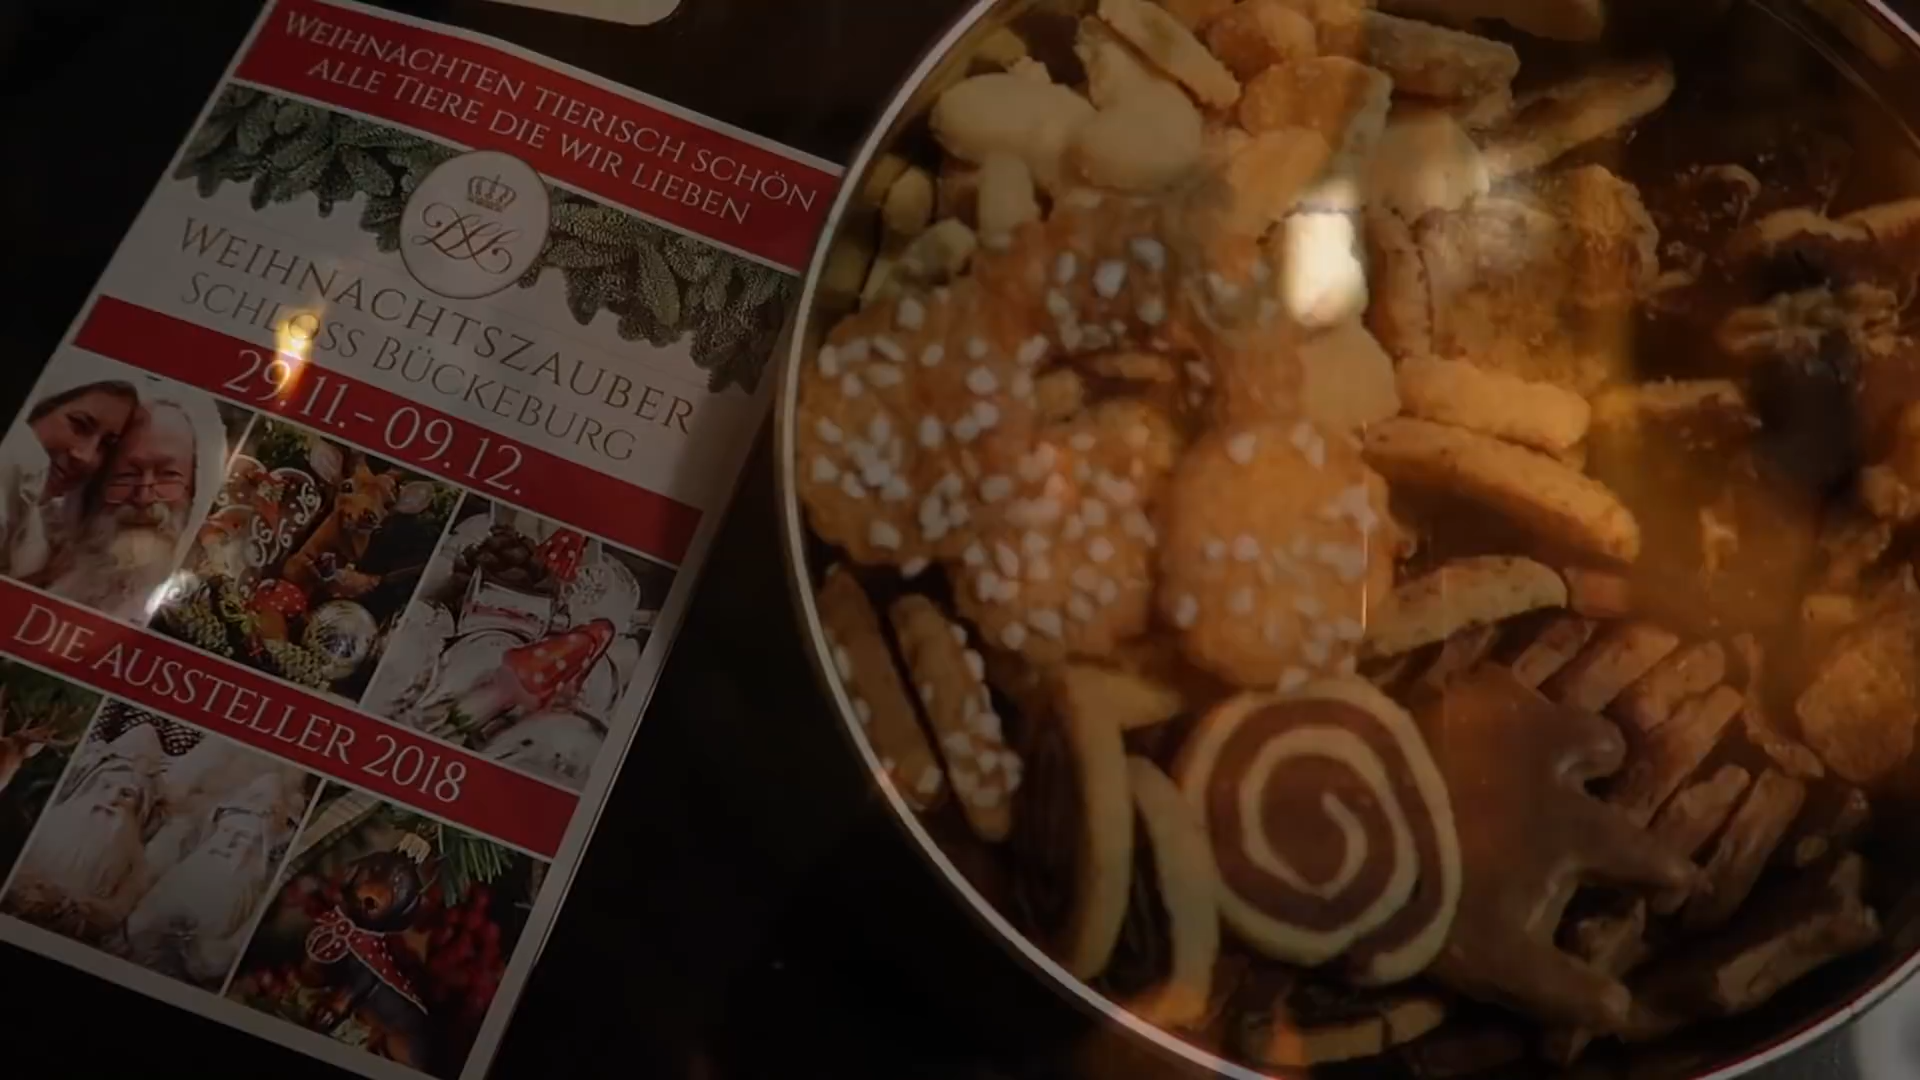 WEIHNACHTEN TIERISCH SCHÖN
ALLE TIERE DIE WIR LIEBEN
WEIHNACHTSZAUBER
SCHLOSS BÜCKEBURG
29.11.- 09.12.
DIE AUSSTELLER 2018